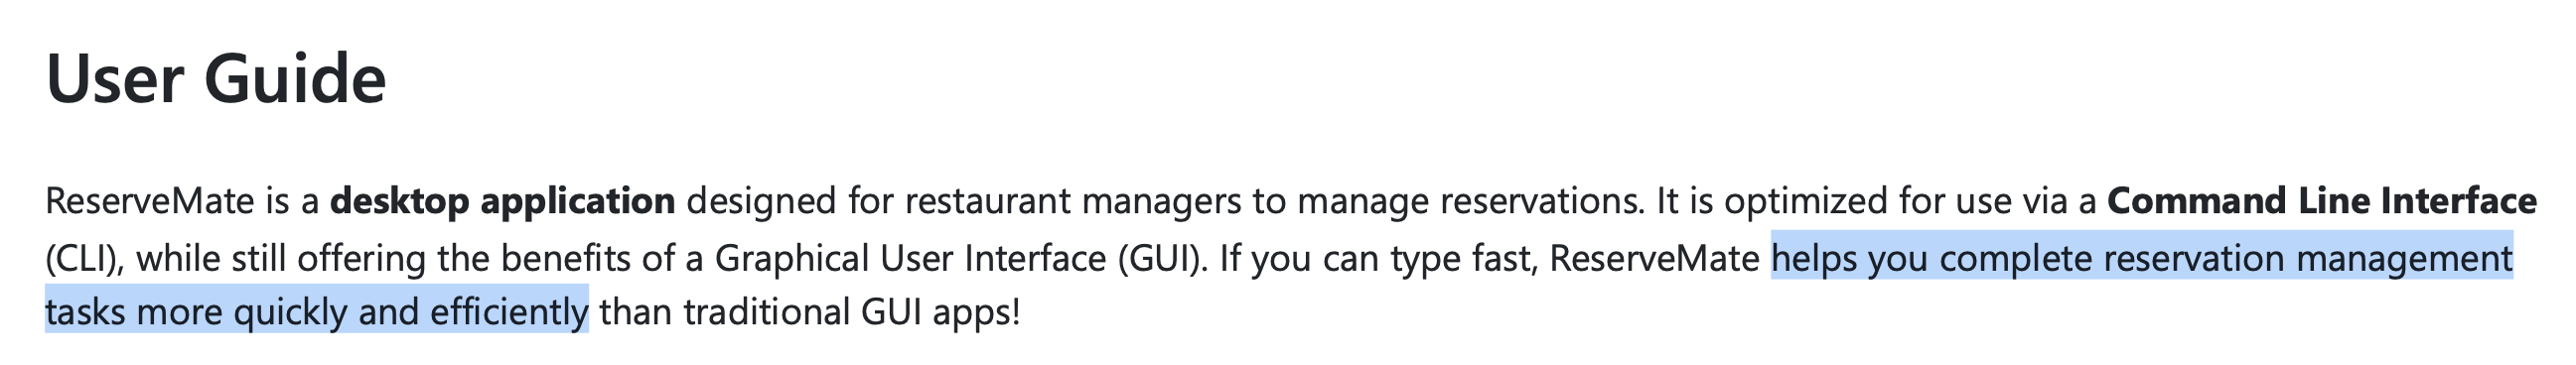 User Guide
ReserveMate is a desktop application designed for restaurant managers to manage reservations. It is optimized for use via a Command Line Interface
(CLI), while still offering the benefits of a Graphical User Interface (GUI). If you can type fast, ReserveMate helps you complete reservation management
tasks more quickly and efficiently than traditional GUI apps!